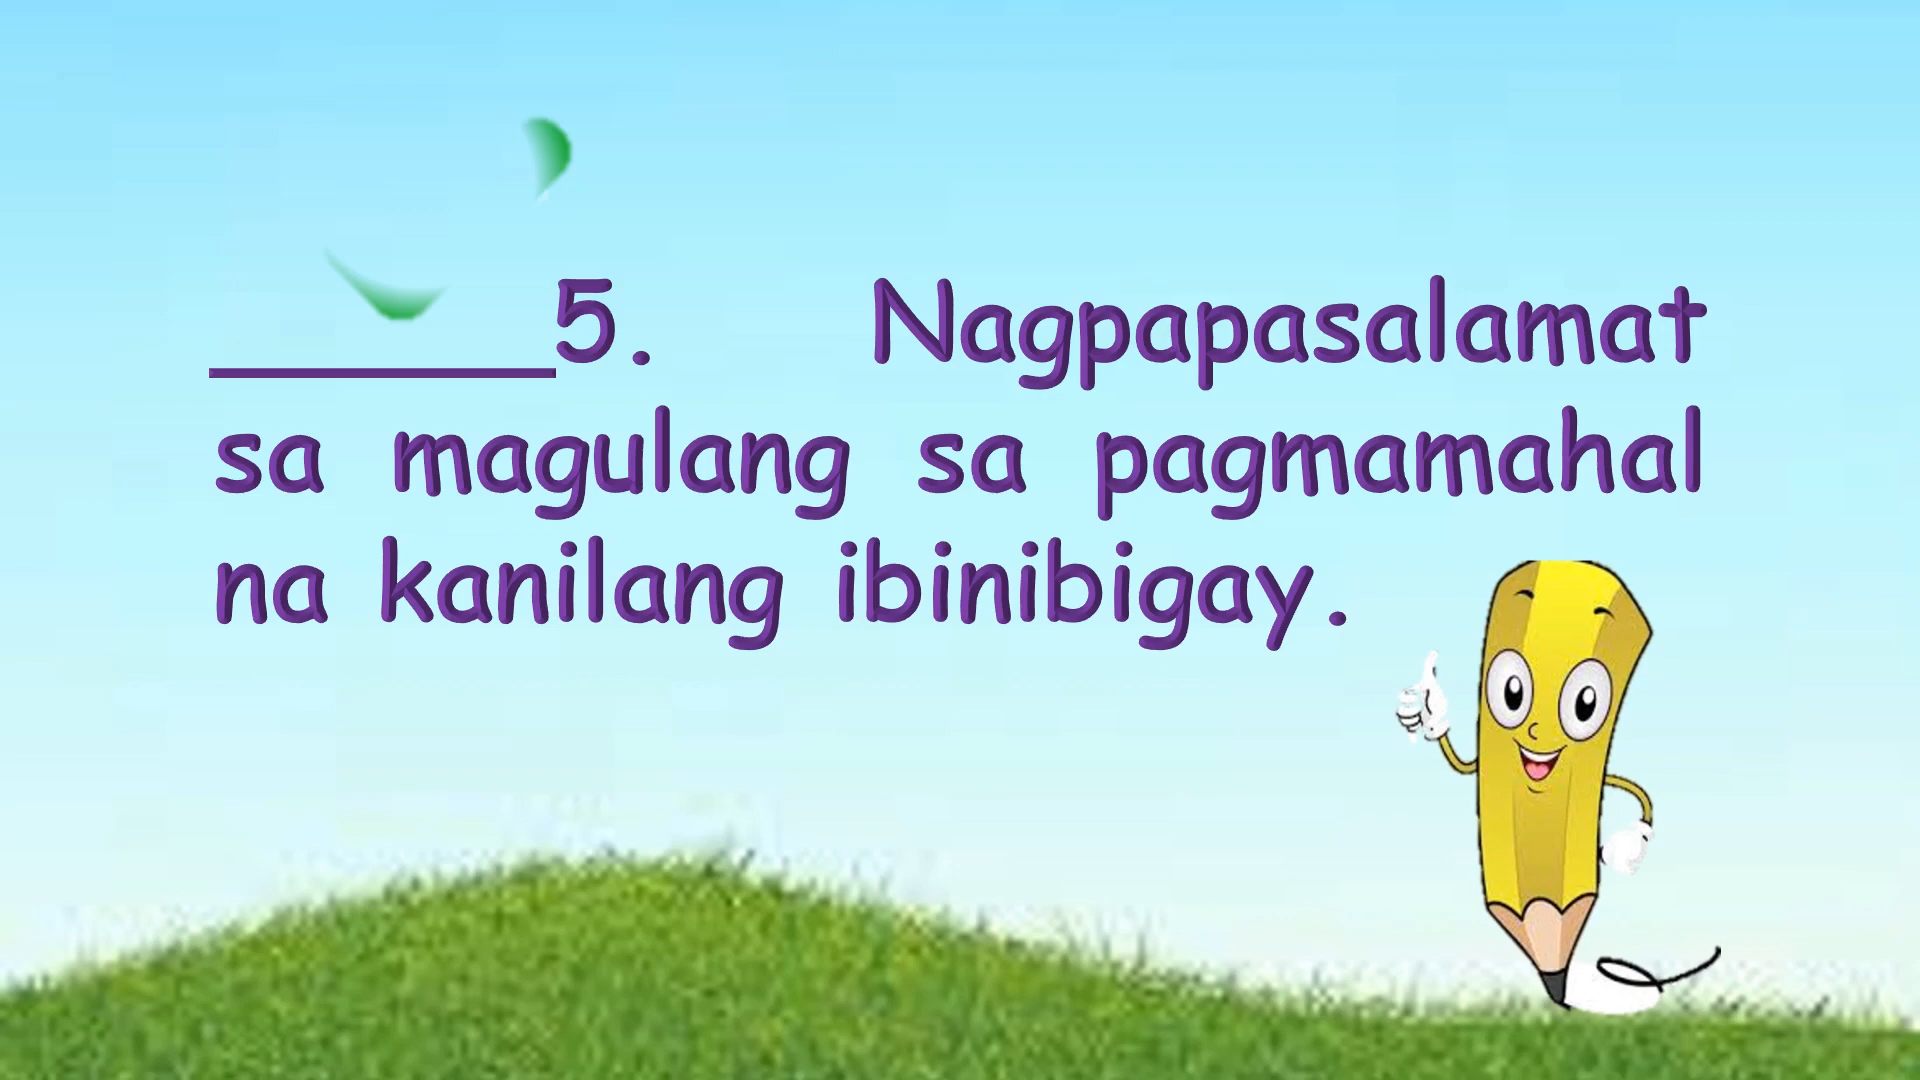 ______5. Nagpapasalamat
sa magulang sa pagmamahal
na kanilang ibinibigay.